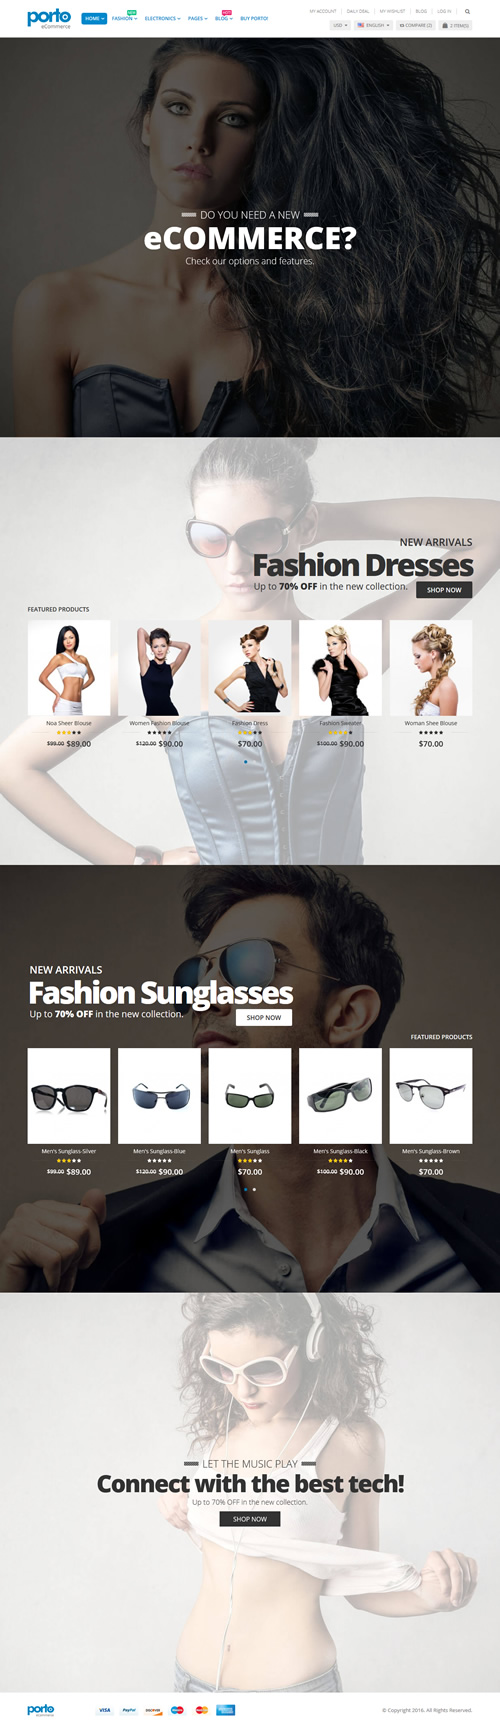 porto
eCommerce
HOME
FASHION
NEW
ELECTRONICS
PAGES
BLOG
HOT
BUY PORTO!
MY ACCOUNT
DAILY DEAL
MY WISHLIST
BLOG
LOG IN
USD
ENGLISH
COMPARE (2)
2 ITEM(S)
DO YOU NEED A NEW
eCOMMERCE?
Check our options and features.
NEW ARRIVALS
Fashion Dresses
Up to 70% OFF in the new collection.
SHOP NOW
FEATURED PRODUCTS
Noa Sheer Blouse
$99.00 $89.00
Women Fashion Blouse
$120.00 $90.00
Fashion Dress
$70.00
Fashion Sweater
$100.00 $90.00
Woman Shee Blouse
$70.00
NEW ARRIVALS
Fashion Sunglasses
Up to 70% OFF in the new collection.
SHOP NOW
FEATURED PRODUCTS
Men's Sunglass-Silver
$99.00 $89.00
Men's Sunglass-Blue
$120.00 $90.00
Men's Sunglass
$70.00
Men's Sunglass-Black
$100.00 $90.00
Men's Sunglass-Brown
$70.00
LET THE MUSIC PLAY
Connect with the best tech!
Up to 70% OFF in the new collection.
SHOP NOW
porto
eCommerce
VISA
PayPal
DISCOVER
© Copyright 2016. All Rights Reserved.